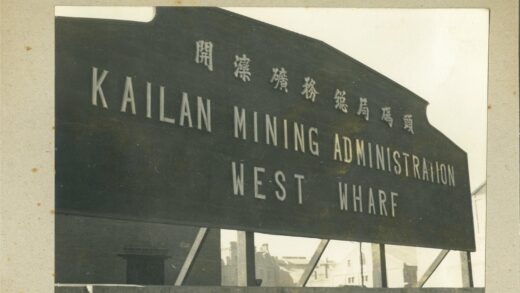 開灤礦務總局碼頭
KAILAN MINING ADMINISTRATION
WEST WHARF